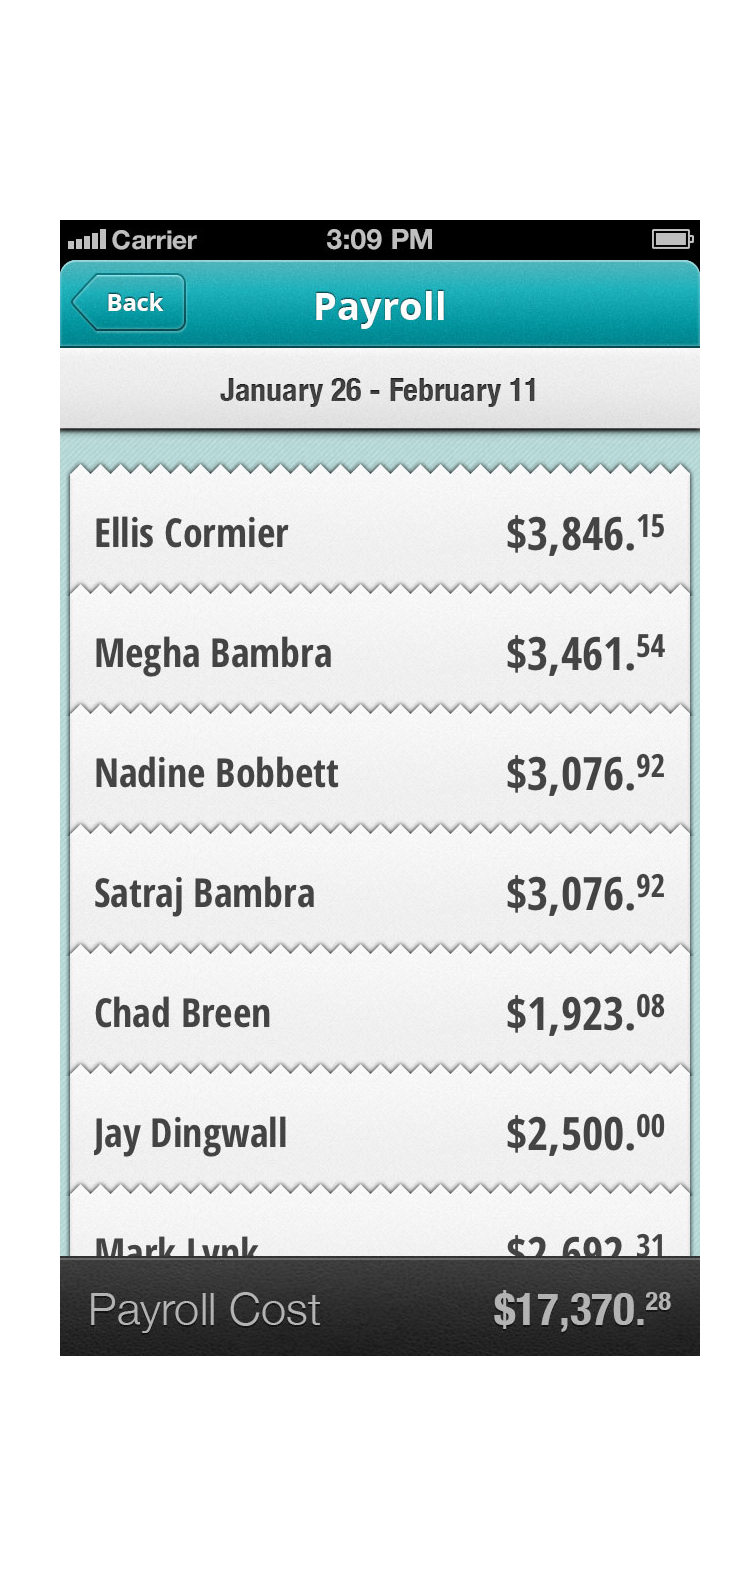 Carrier 3:09 PM
Back Payroll
January 26 - February 11
Ellis Cormier $3,846.15
Megha Bambra $3,461.54
Nadine Bobbett $3,076.92
Satraj Bambra $3,076.92
Chad Breen $1,923.08
Jay Dingwall $2,500.00
Mark Lynk $2,692.31
Payroll Cost $17,370.28